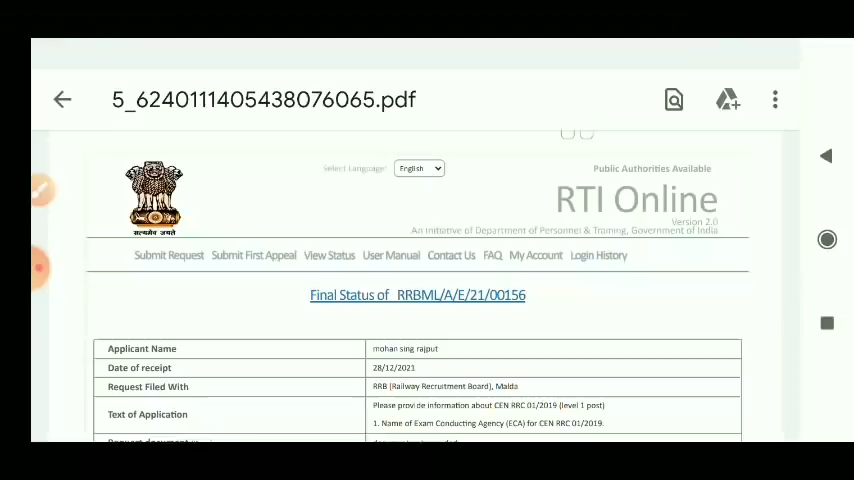 5_6240111405438076065.pdf
Select Language: English
Public Authorities Available
RTI Online
Version 2.0
An Initiative of Department of Personnel & Training, Government of India
सत्यमेव जयते
Submit Request Submit First Appeal View Status User Manual Contact Us FAQ My Account Login History
Final Status of RRBML/A/E/21/00156
Applicant Name mohan sing rajput
Date of receipt 28/12/2021
Request Filed With RRB (Railway Recruitment Board), Malda
Text of Application Please provide information about CEN RRC 01/2019 (level 1 post)
1. Name of Exam Conducting Agency (ECA) for CEN RRC 01/2019.